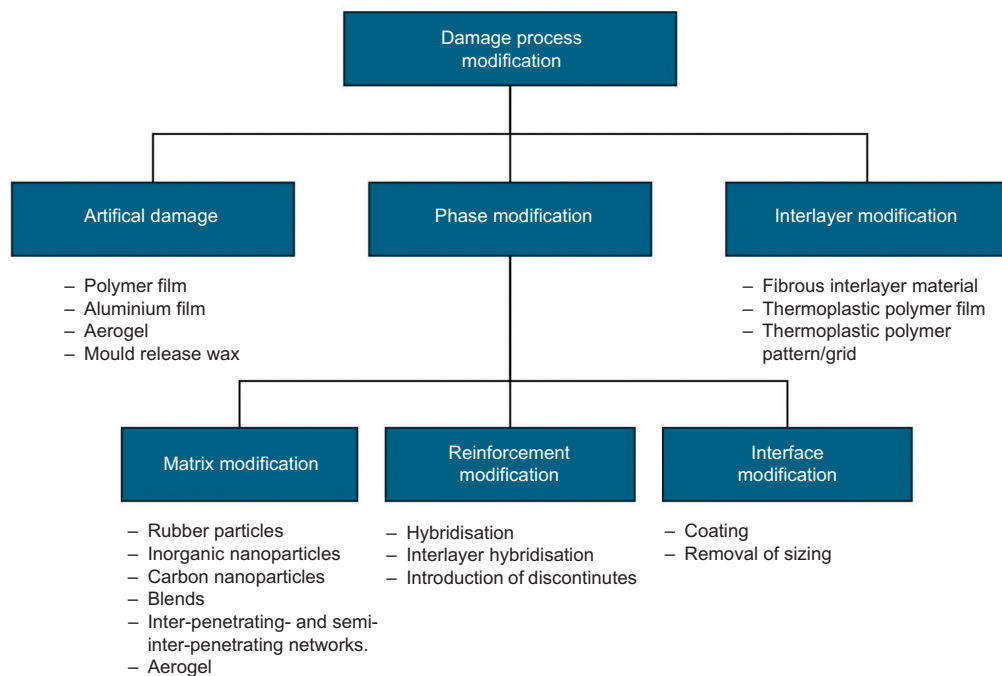 Damage process
modification
Artifical damage
Phase modification
Interlayer modification
– Polymer film
– Aluminium film
– Aerogel
– Mould release wax
– Fibrous interlayer material
– Thermoplastic polymer film
– Thermoplastic polymer
pattern/grid
Matrix modification
Reinforcement
modification
Interface
modification
– Rubber particles
– Inorganic nanoparticles
– Carbon nanoparticles
– Blends
– Inter-penetrating- and semi-
inter-penetrating networks.
– Aerogel
– Hybridisation
– Interlayer hybridisation
– Introduction of discontinutes
– Coating
– Removal of sizing